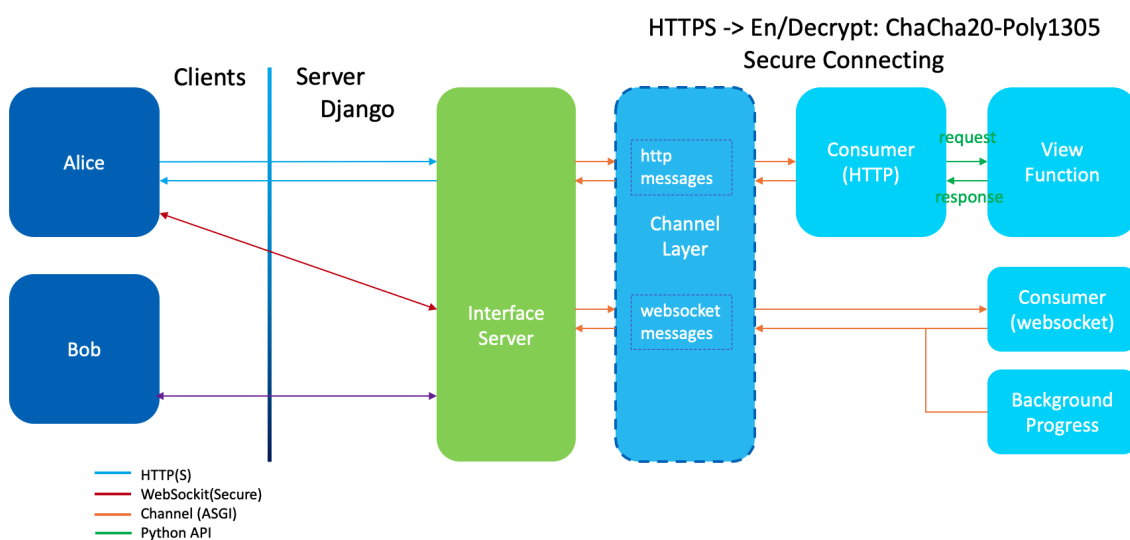 HTTPS -> En/Decrypt: ChaCha20-Poly1305
Secure Connecting
Clients
Server
Django
Alice
Bob
Interface
Server
http
messages
Channel
Layer
websocket
messages
Consumer
(HTTP)
request
response
View
Function
Consumer
(websocket)
Background
Progress
HTTP(S)
WebSockit(Secure)
Channel (ASGI)
Python API